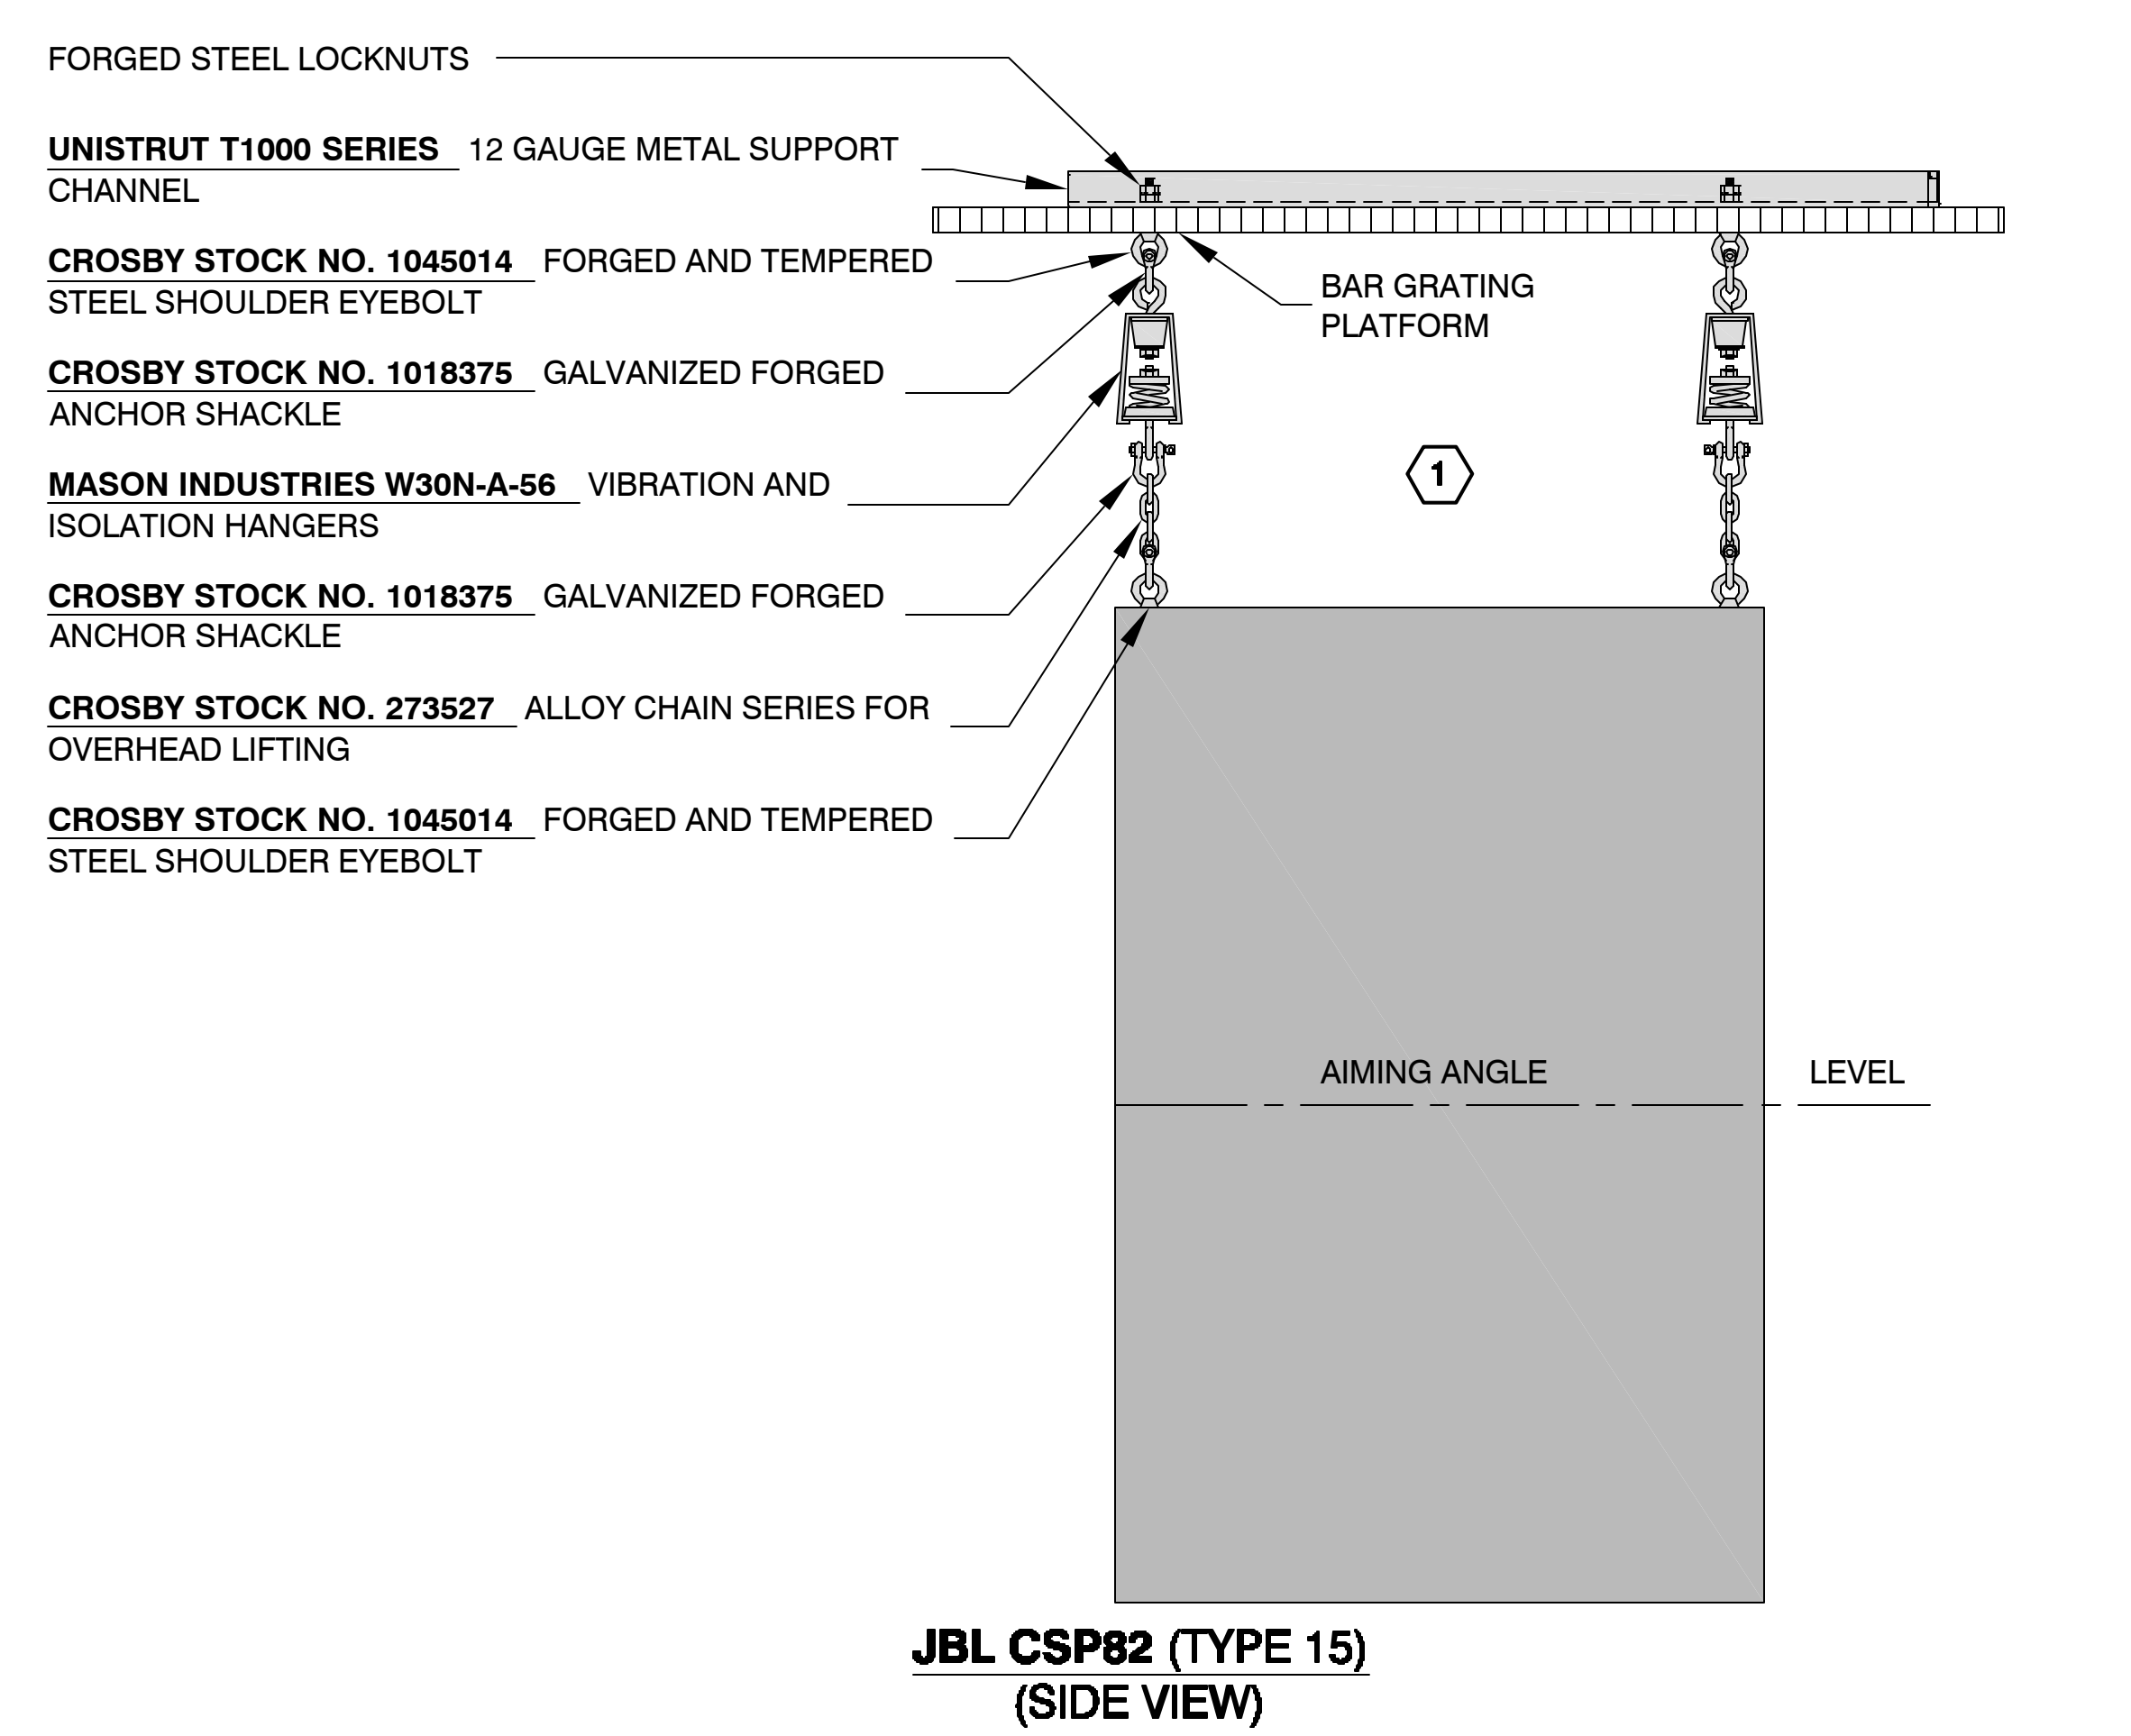 FORGED STEEL LOCKNUTS
UNISTRUT T1000 SERIES 12 GAUGE METAL SUPPORT
CHANNEL
CROSBY STOCK NO. 1045014 FORGED AND TEMPERED
STEEL SHOULDER EYEBOLT
BAR GRATING
PLATFORM
CROSBY STOCK NO. 1018375 GALVANIZED FORGED
ANCHOR SHACKLE
1
MASON INDUSTRIES W30N-A-56 VIBRATION AND
ISOLATION HANGERS
CROSBY STOCK NO. 1018375 GALVANIZED FORGED
ANCHOR SHACKLE
CROSBY STOCK NO. 273527 ALLOY CHAIN SERIES FOR
OVERHEAD LIFTING
CROSBY STOCK NO. 1045014 FORGED AND TEMPERED
STEEL SHOULDER EYEBOLT
AIMING ANGLE
LEVEL
JBL CSP82 (TYPE 15)
(SIDE VIEW)